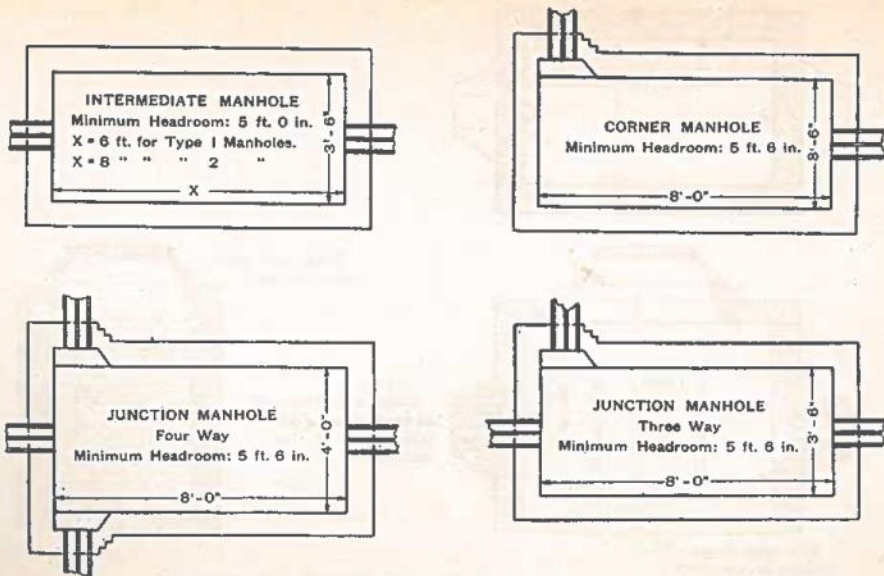 INTERMEDIATE MANHOLE
Minimum Headroom: 5 ft. 0 in.
X = 6 ft. for Type 1 Manholes.
X = 8 " " " 2 "
3'-6"
X
CORNER MANHOLE
Minimum Headroom: 5 ft. 6 in.
8'-6"
8'-0"
JUNCTION MANHOLE
Four Way
Minimum Headroom: 5 ft. 6 in.
4'-0"
8'-0"
JUNCTION MANHOLE
Three Way
Minimum Headroom: 5 ft. 6 in.
3'-6"
8'-0"